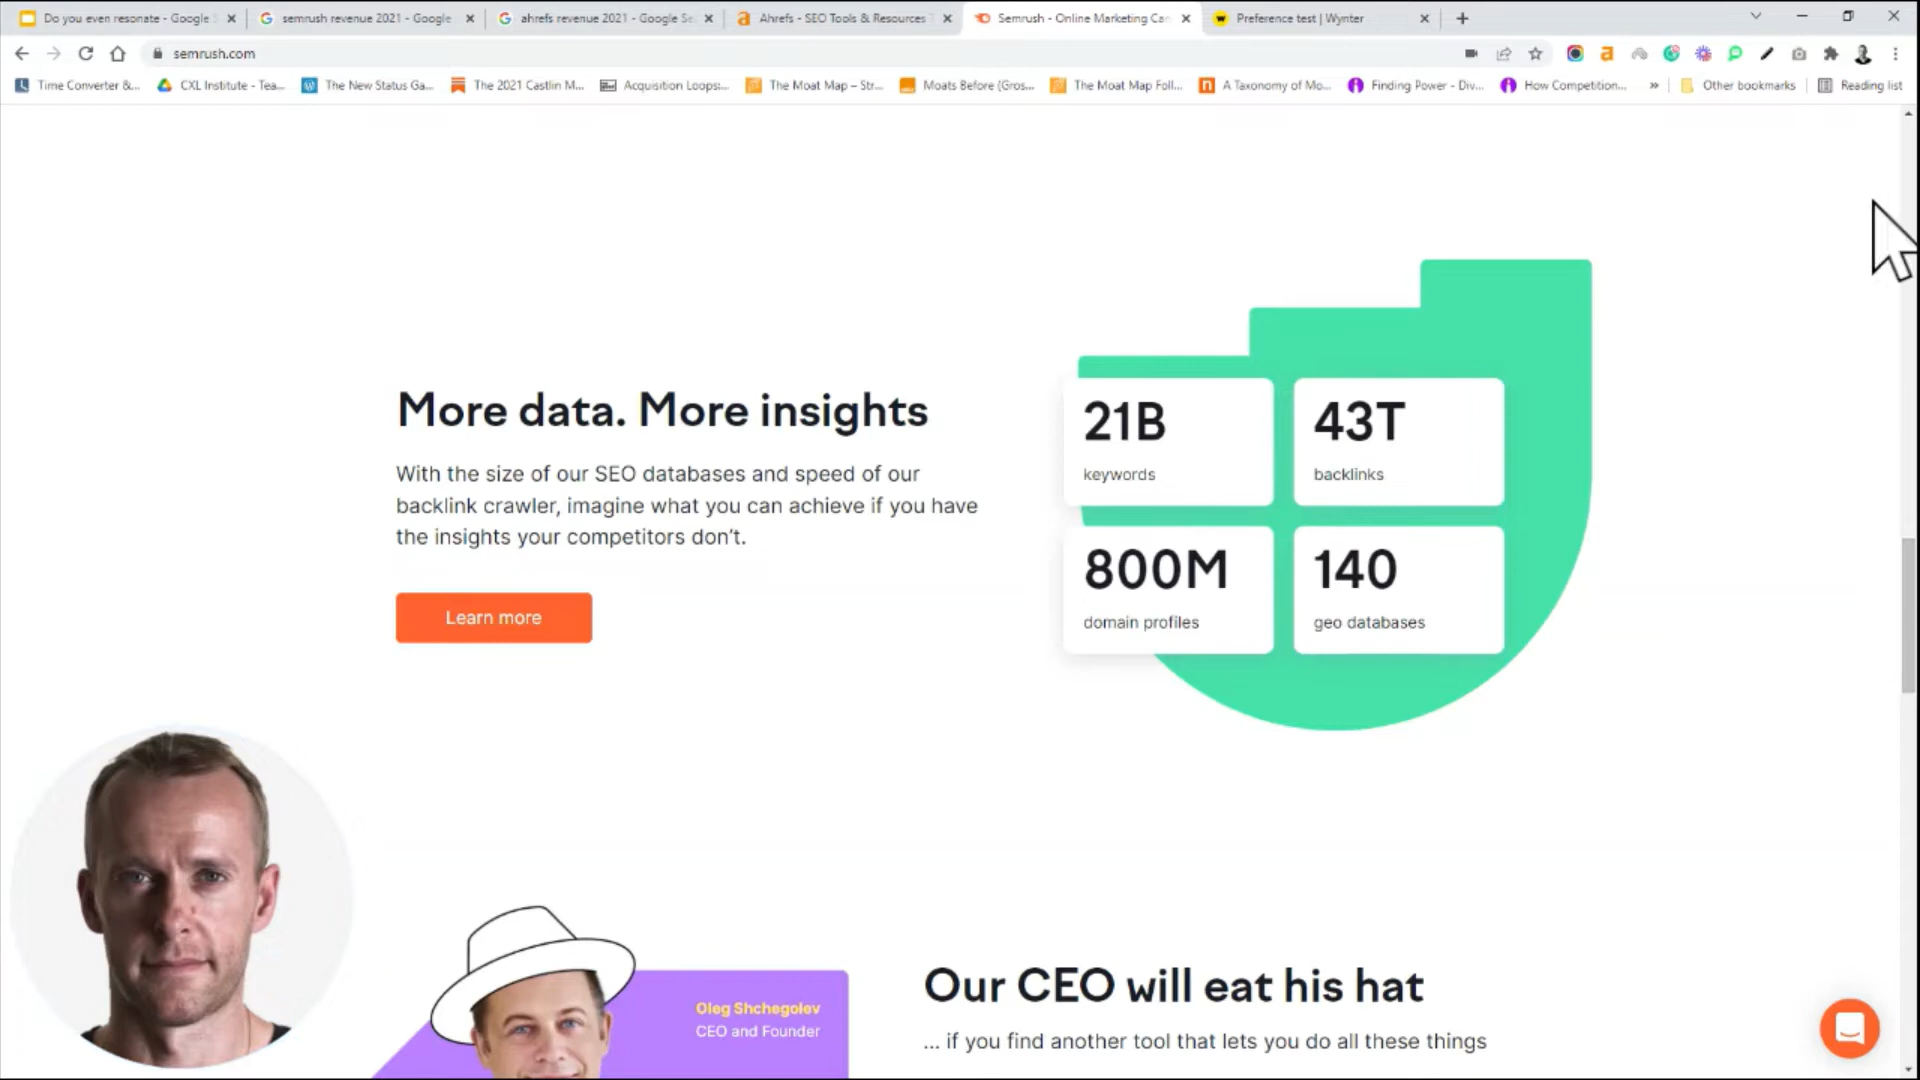 Do you even resonate - Google S
semrush revenue 2021 - Google
ahrefs revenue 2021 - Google Se
Ahrefs - SEO Tools & Resources T
Semrush - Online Marketing Can
Preference test | Wynter
semrush.com
Time Converter &...
CXL Institute - Tea...
The New Status Ga...
The 2021 Castlin M...
Acquisition Loops:...
The Moat Map – Str...
Moats Before (Gros...
The Moat Map Foll...
A Taxonomy of Mo...
Finding Power - Div...
How Competition...
Other bookmarks
Reading list
More data. More insights
With the size of our SEO databases and speed of our
backlink crawler, imagine what you can achieve if you have
the insights your competitors don't.
Learn more
21B
keywords
43T
backlinks
800M
domain profiles
140
geo databases
Oleg Shchegolev
CEO and Founder
Our CEO will eat his hat
... if you find another tool that lets you do all these things